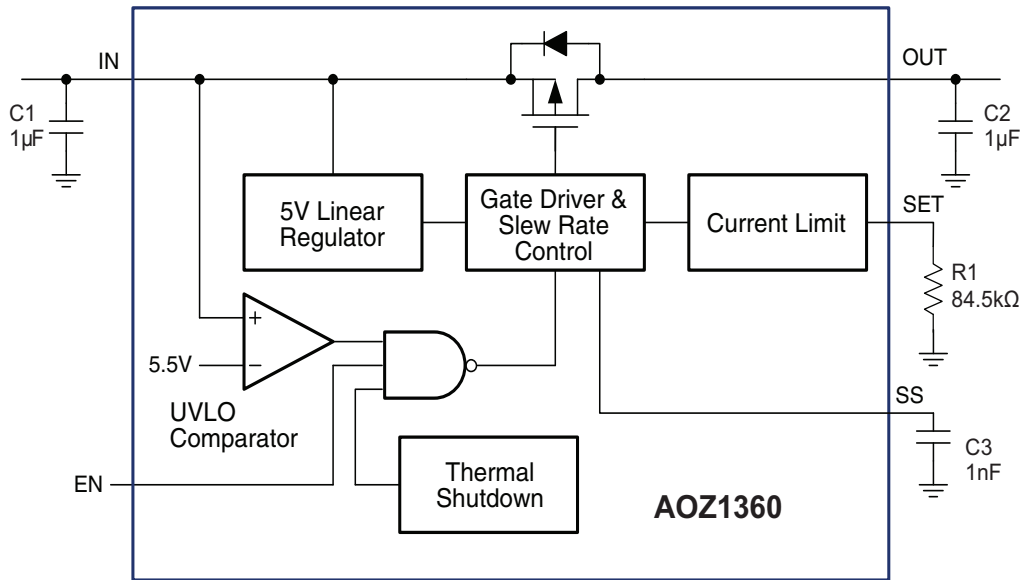 IN
OUT
C1
1µF
C2
1µF
5V Linear
Regulator
Gate Driver &
Slew Rate
Control
Current Limit
SET
R1
84.5kΩ
+
5.5V
−
UVLO
Comparator
SS
C3
1nF
EN
Thermal
Shutdown
AOZ1360